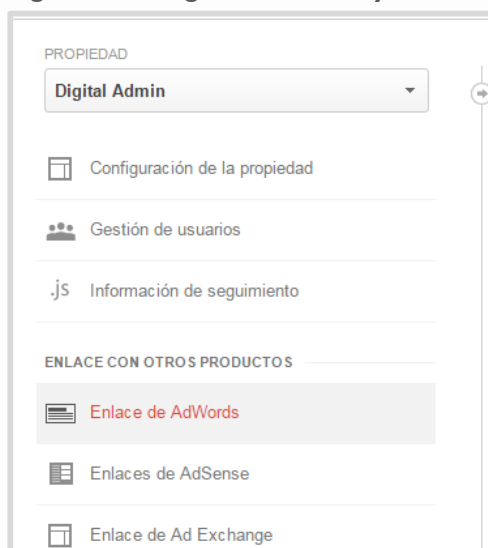 PROPIEDAD
Digital Admin
Configuración de la propiedad
Gestión de usuarios
.js Información de seguimiento
ENLACE CON OTROS PRODUCTOS
Enlace de AdWords
Enlaces de AdSense
Enlace de Ad Exchange